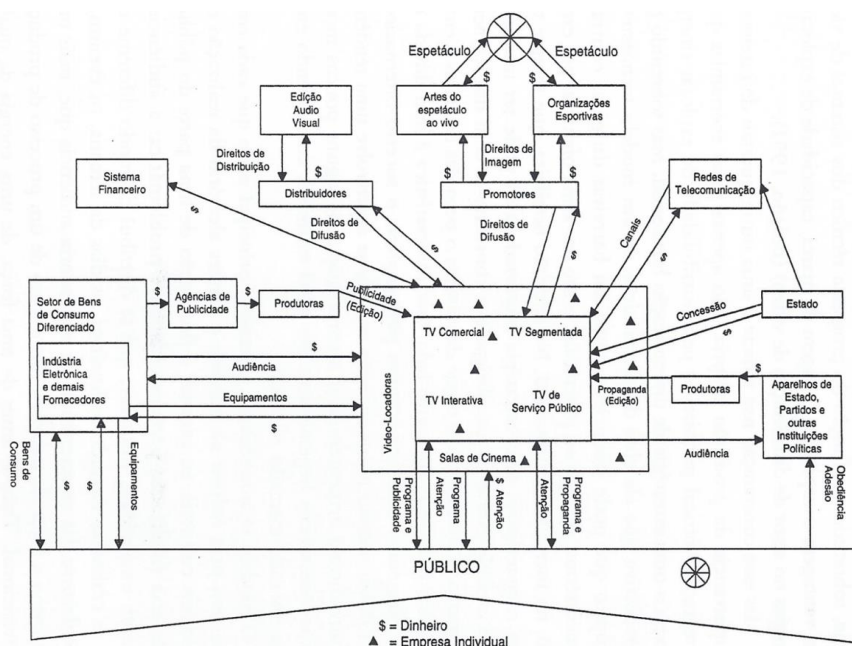 Espetáculo
Espetáculo
$
$
Edição
Audio
Visual
Artes do
espetáculo
ao vivo
Organizações
Esportivas
Direitos de
Distribuição
$
$
Direitos de
Imagem
$
$
Sistema
Financeiro
Distribuidores
Promotores
Redes de
Telecomunicação
$
Direitos de
Difusão
$
Direitos de
Difusão
$
Canais
$
Setor de Bens
de Consumo
Diferenciado
$
Agências de
Publicidade
$
Produtoras
Publicidade
(Edição)
Concessão
$
Estado
TV Comercial
TV Segmentada
Indústria
Eletrônica
e demais
Fornecedores
$
Audiência
Equipamentos
$
Vídeo-Locadoras
TV Interativa
TV de
Serviço Público
Propaganda
(Edição)
Produtoras
$
Aparelhos de
Estado,
Partidos e
outras
Instituições
Políticas
Salas de Cinema
Audiência
Bens de
Consumo
$
$
Equipamentos
Programa e
Publicidade
Atenção
Programa
$
Atenção
Atenção
Programa e
Propaganda
Obediência
Adesão
PÚBLICO
$ = Dinheiro
▲ = Empresa Individual